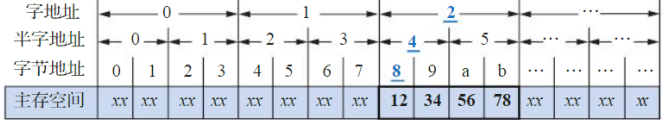 字地址 0 1 2 …
半字地址 0 1 2 3 4 5 … …
字节地址 0 1 2 3 4 5 6 7 8 9 a b … … … …
主存空间 xx xx xx xx xx xx xx xx 12 34 56 78 xx xx xx xx